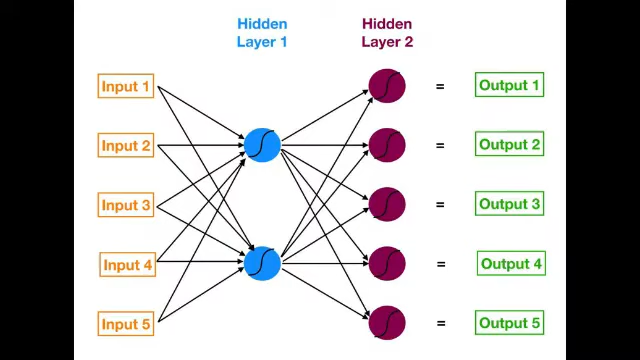 Hidden
Layer 1
Hidden
Layer 2
Input 1
= Output 1
Input 2
= Output 2
Input 3
= Output 3
Input 4
= Output 4
Input 5
= Output 5